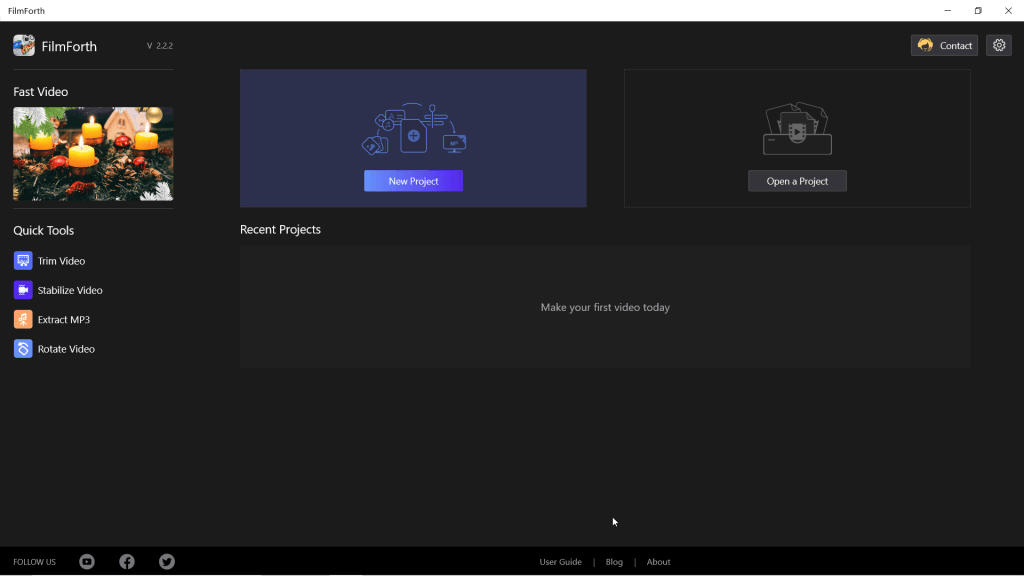 FilmForth
FilmForth
V 2.2.2
Contact
Fast Video
New Project
Open a Project
Quick Tools
Trim Video
Stabilize Video
Extract MP3
Rotate Video
Recent Projects
Make your first video today
FOLLOW US
User Guide | Blog | About